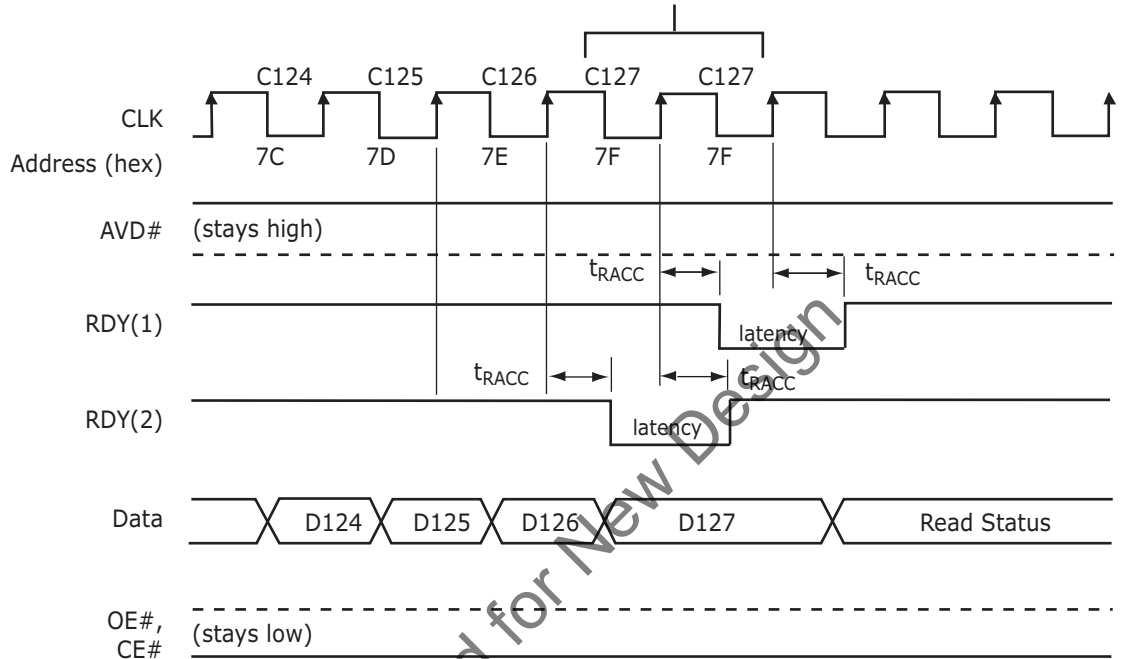 C124 C125 C126 C127 C127
CLK
Address (hex) 7C 7D 7E 7F 7F
AVD# (stays high)
tRACC tRACC
RDY(1) latency
tRACC tRACC
RDY(2) latency
Data D124 D125 D126 D127 Read Status
OE#,
CE# (stays low)
d for New Design